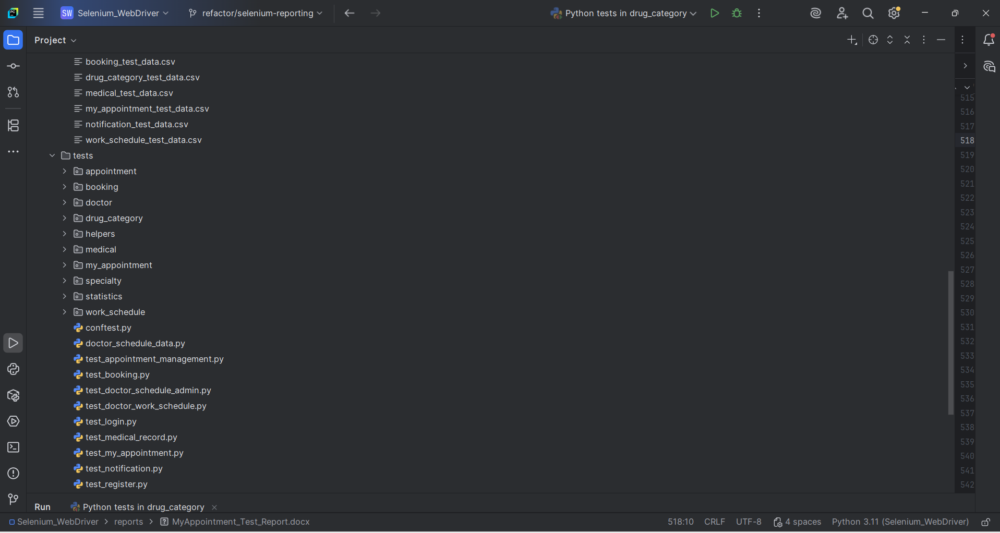 SW Selenium_WebDriver refactor/selenium-reporting Python tests in drug_category
Project
booking_test_data.csv
drug_category_test_data.csv
medical_test_data.csv
my_appointment_test_data.csv
notification_test_data.csv
work_schedule_test_data.csv
tests
appointment
booking
doctor
drug_category
helpers
medical
my_appointment
specialty
statistics
work_schedule
conftest.py
doctor_schedule_data.py
test_appointment_management.py
test_booking.py
test_doctor_schedule_admin.py
test_doctor_work_schedule.py
test_login.py
test_medical_record.py
test_my_appointment.py
test_notification.py
test_register.py
515
516
517
518
519
520
521
522
523
524
525
526
527
528
529
530
531
532
533
534
535
536
537
538
539
540
541
542
Run Python tests in drug_category
Selenium_WebDriver > reports > MyAppointment_Test_Report.docx 518:10 CRLF UTF-8 4 spaces Python 3.11 (Selenium_WebDriver)